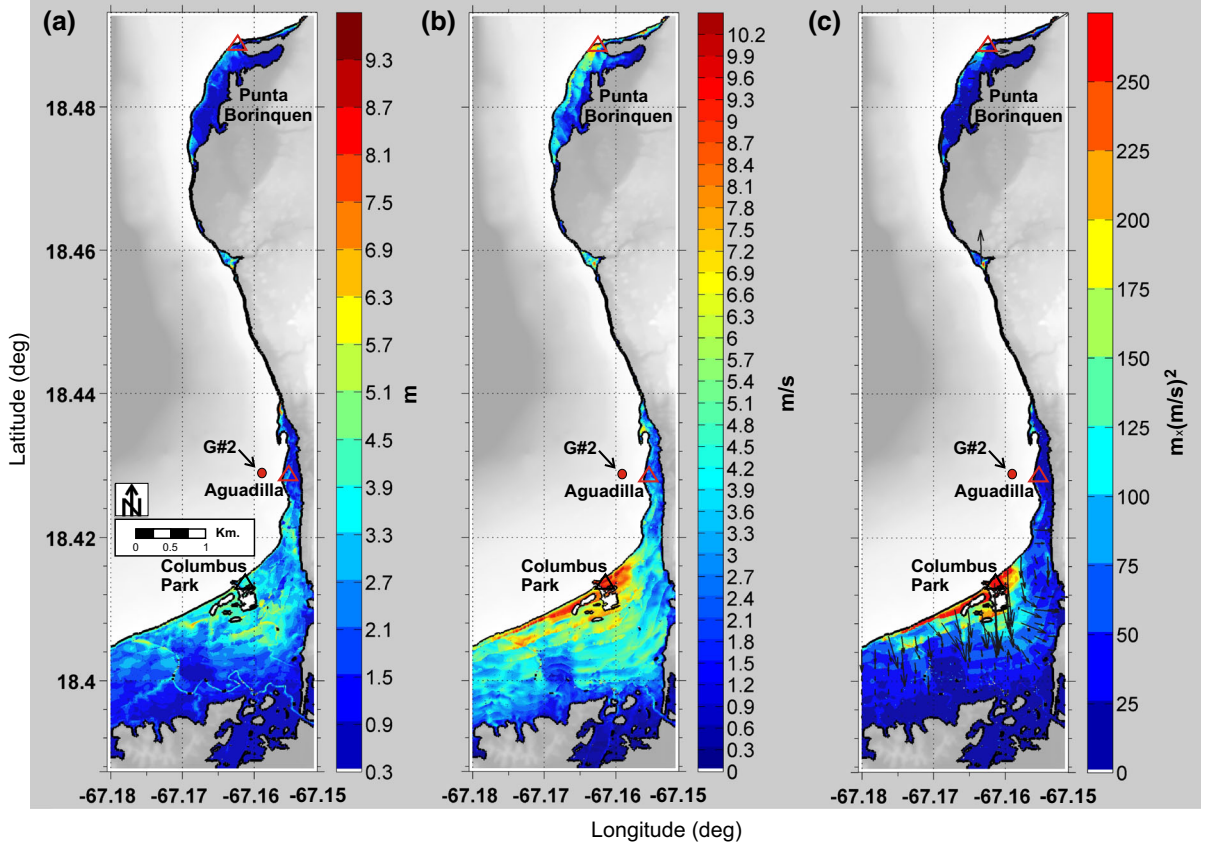 (a)
m
9.3
8.7
8.1
7.5
6.9
6.3
5.7
5.1
4.5
3.9
3.3
2.7
2.1
1.5
0.9
0.3
18.48
18.46
18.44
18.42
18.4
Latitude (deg)
Punta
Borinquen
G#2
Aguadilla
N
Km.
0 0.5 1
Columbus
Park
-67.18 -67.17 -67.16 -67.15
m
(b)
10.2
9.9
9.6
9.3
9
8.7
8.4
8.1
7.8
7.5
7.2
6.9
6.6
6.3
6
5.7
5.4
5.1
4.8
4.5
4.2
3.9
3.6
3.3
3
2.7
2.4
2.1
1.8
1.5
1.2
0.9
0.6
0.3
0
m/s
m/s
Punta
Borinquen
G#2
Aguadilla
Columbus
Park
-67.18 -67.17 -67.16 -67.15
(c)
250
225
200
175
150
125
100
75
50
25
0
mx(m/s)2
Punta
Borinquen
G#2
Aguadilla
Columbus
Park
-67.18 -67.17 -67.16 -67.15
Longitude (deg)